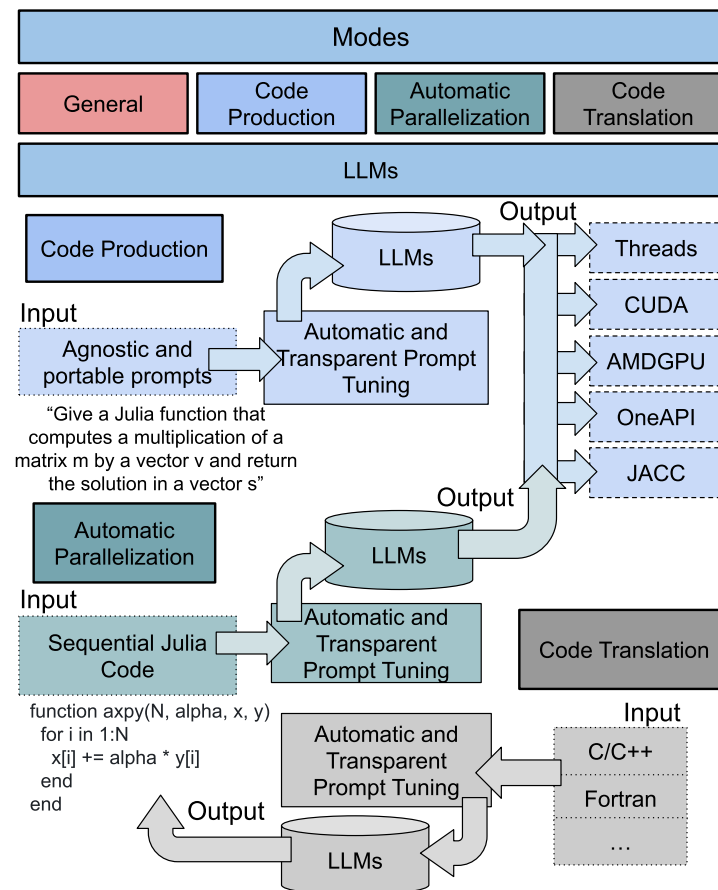 Modes
General
Code
Production
Automatic
Parallelization
Code
Translation
LLMs
Code Production
LLMs
Output
Threads
CUDA
AMDGPU
OneAPI
JACC
Input
Agnostic and
portable prompts
Automatic and
Transparent Prompt
Tuning
“Give a Julia function that
computes a multiplication of a
matrix m by a vector v and return
the solution in a vector s”
Automatic
Parallelization
LLMs
Output
Input
Sequential Julia
Code
Automatic and
Transparent
Prompt Tuning
function axpy(N, alpha, x, y)
for i in 1:N
x[i] += alpha * y[i]
end
end
Code Translation
Input
C/C++
Fortran
...
Automatic and
Transparent
Prompt Tuning
Output
LLMs